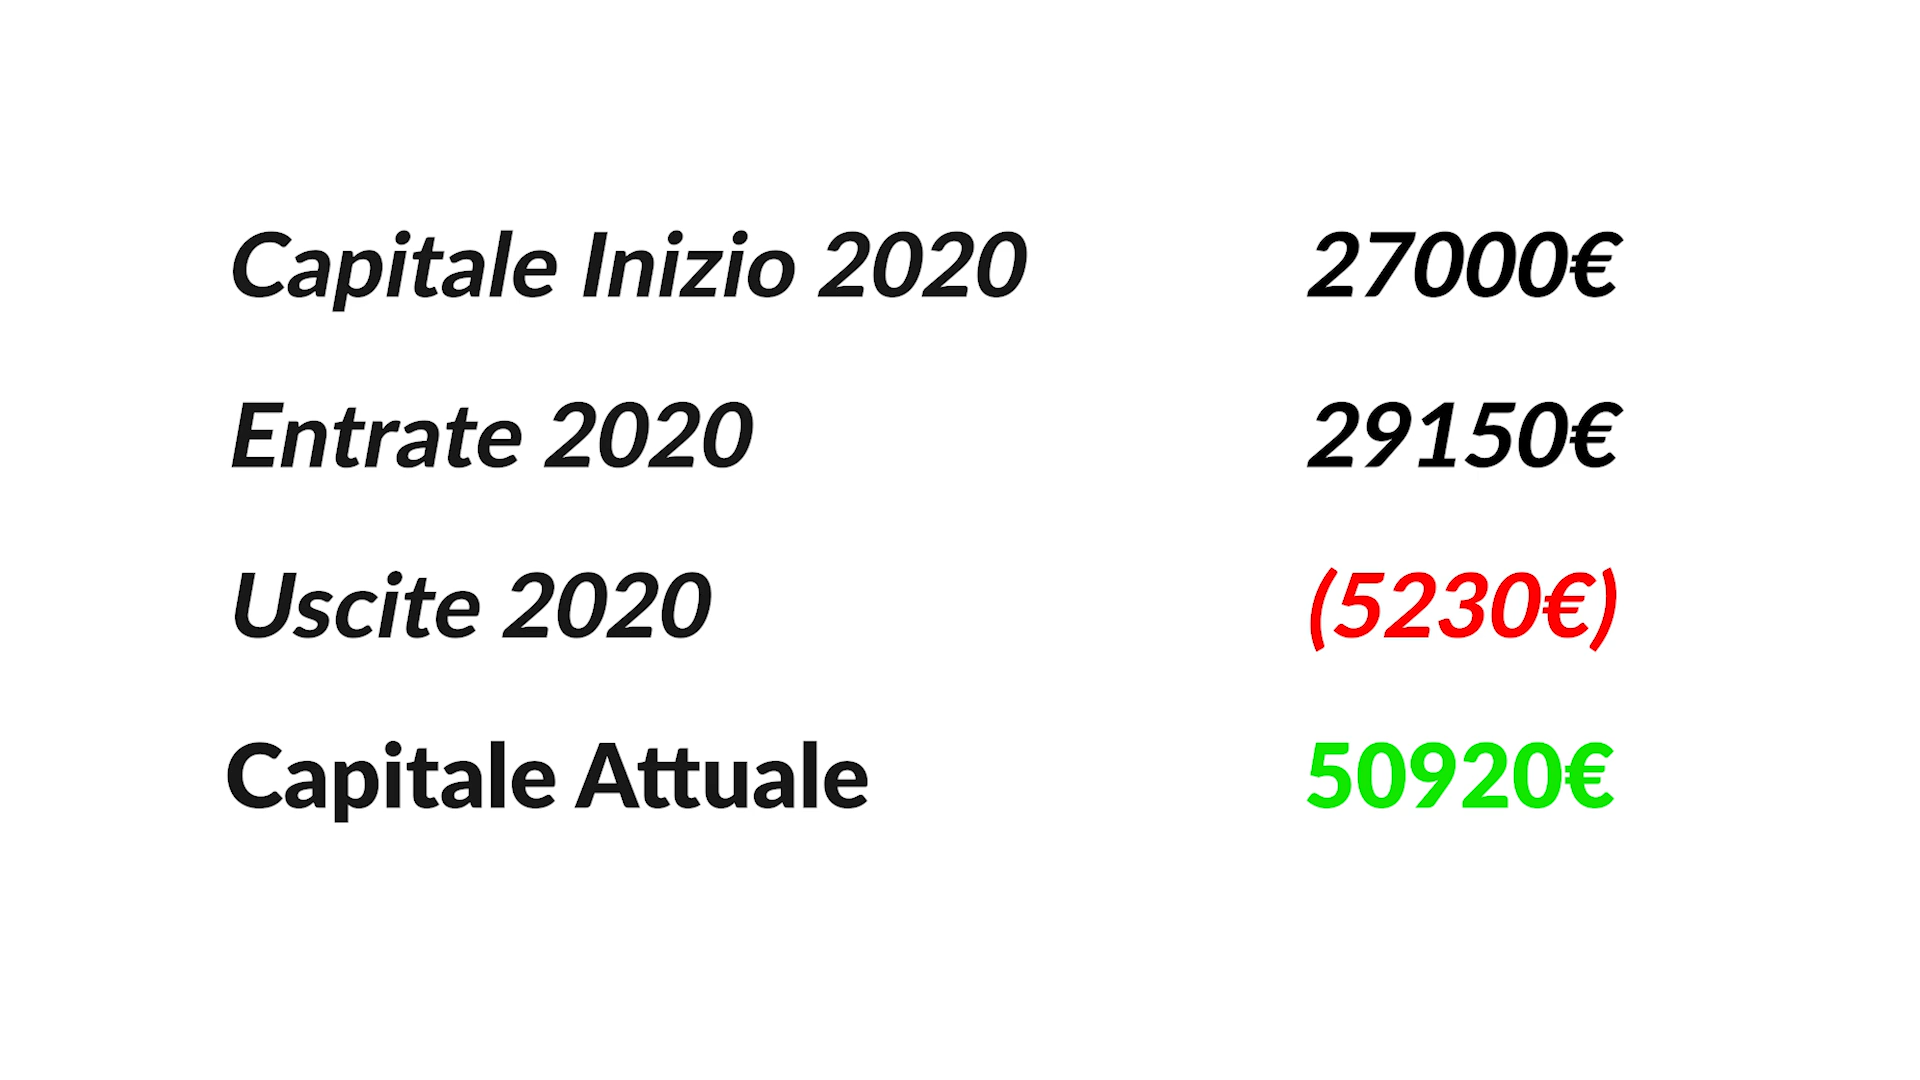 Capitale Inizio 2020 27000€
Entrate 2020 29150€
Uscite 2020 (5230€)
Capitale Attuale 50920€